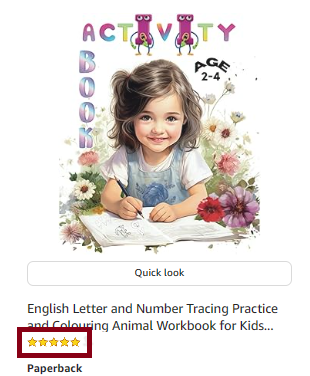 ACTIVITY
BOOK
AGE
2-4
Quick look
English Letter and Number Tracing Practice
and Colouring Animal Workbook for Kids...
Paperback